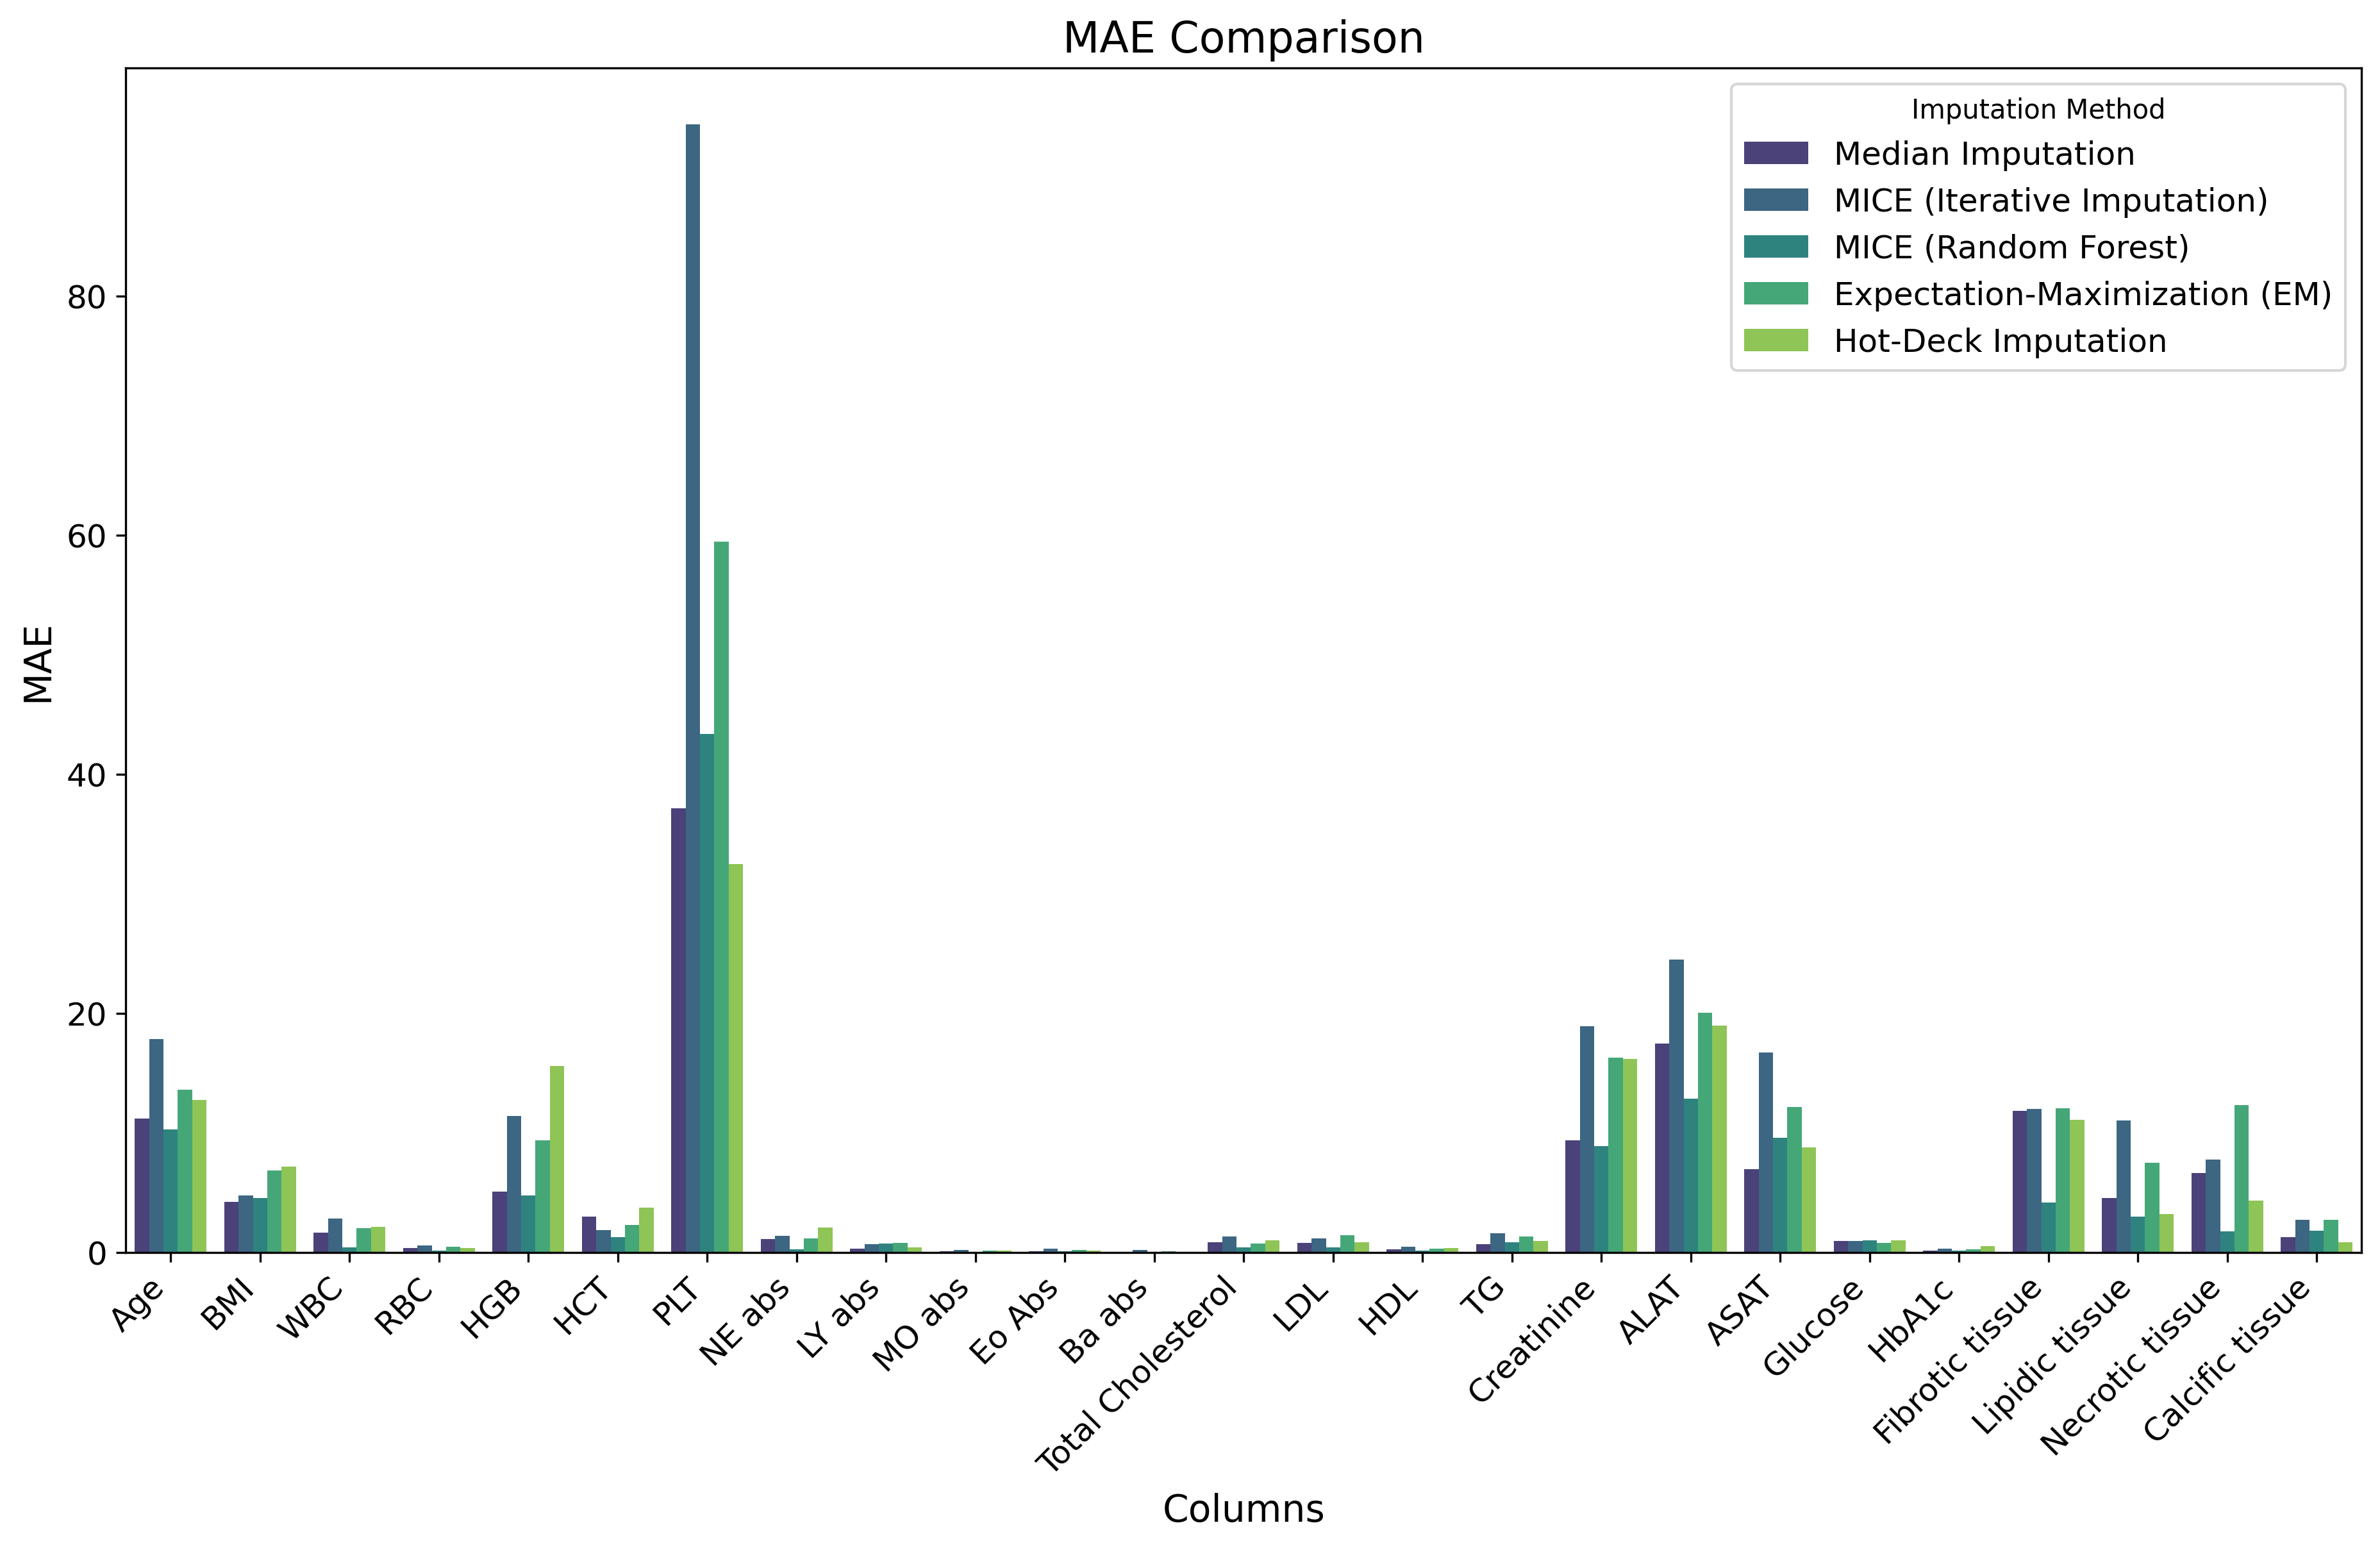 MAE Comparison
Imputation Method
Median Imputation
MICE (Iterative Imputation)
MICE (Random Forest)
Expectation-Maximization (EM)
Hot-Deck Imputation
MAE
80
60
40
20
0
Age
BMI
WBC
RBC
HGB
HCT
PLT
NE abs
LY abs
MO abs
Eo Abs
Ba abs
Total Cholesterol
LDL
HDL
TG
Creatinine
ALAT
ASAT
Glucose
HbA1c
Fibrotic tissue
Lipidic tissue
Necrotic tissue
Calcific tissue
Columns